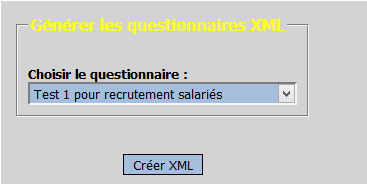 Générer les questionnaires XML
Choisir le questionnaire :
Test 1 pour recrutement salariés
Créer XML